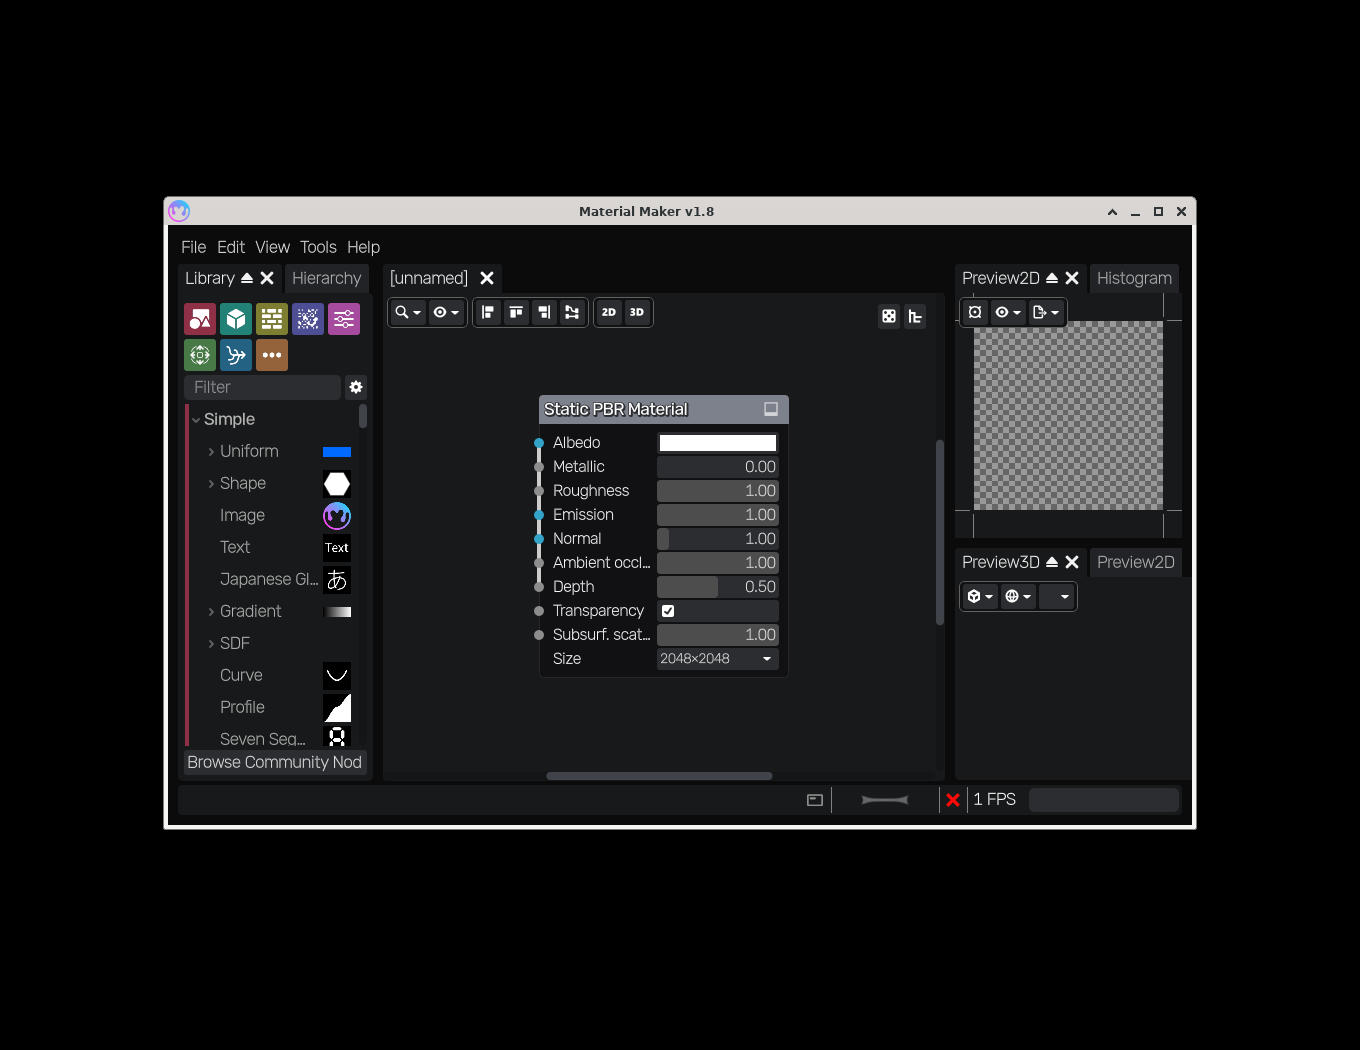 Material Maker v1.8
File Edit View Tools Help
Library Hierarchy
[unnamed]
Preview2D Histogram
2D 3D
Filter
Simple
Uniform
Shape
Image
Text Text
Japanese Gl... あ
Gradient
SDF
Curve
Profile
Seven Seg...
Browse Community Nod
Static PBR Material
Albedo
Metallic 0.00
Roughness 1.00
Emission 1.00
Normal 1.00
Ambient occl... 1.00
Depth 0.50
Transparency
Subsurf. scat... 1.00
Size 2048×2048
Preview3D Preview2D
1 FPS